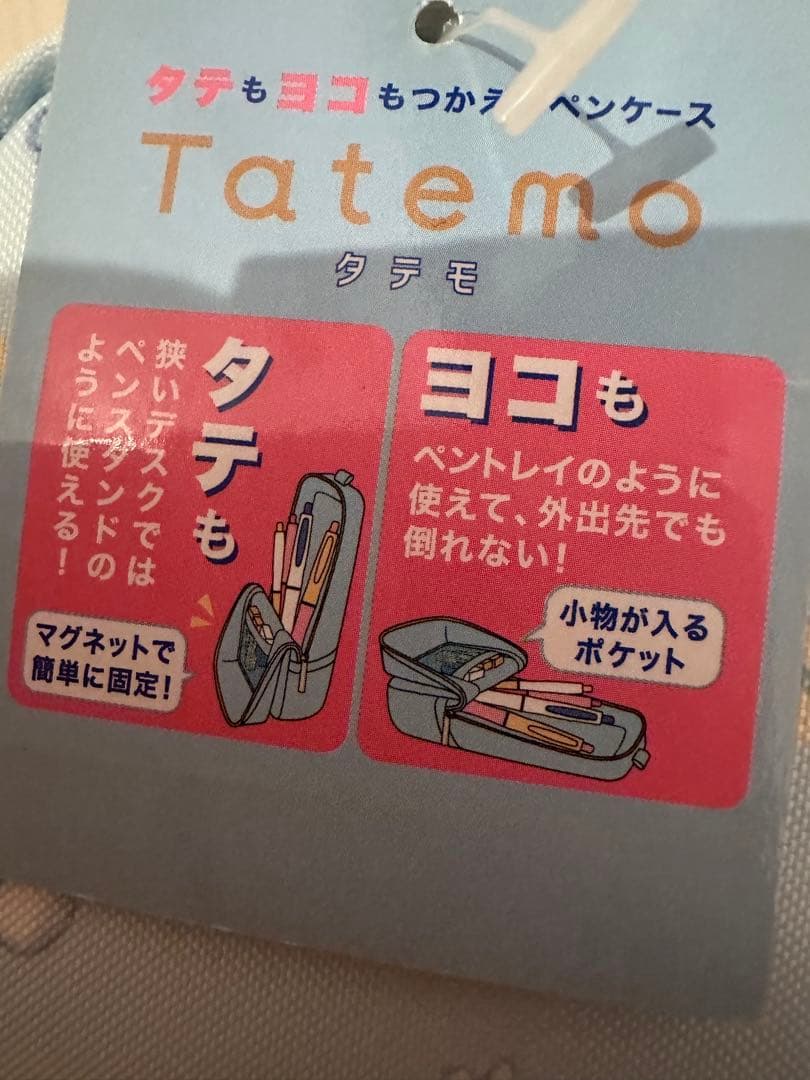 タテもヨコもつかえ ペンケース
Tatemo
タテモ
タテも
狭いデスクでは
ペンスタンドの
ように使える！
マグネットで
簡単に固定！
ヨコも
ペントレイのように
使えて、外出先でも
倒れない！
小物が入る
ポケット